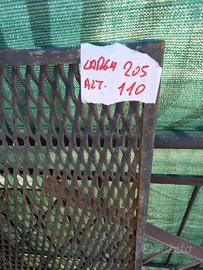 LARGH 205
ALT. 110
subito